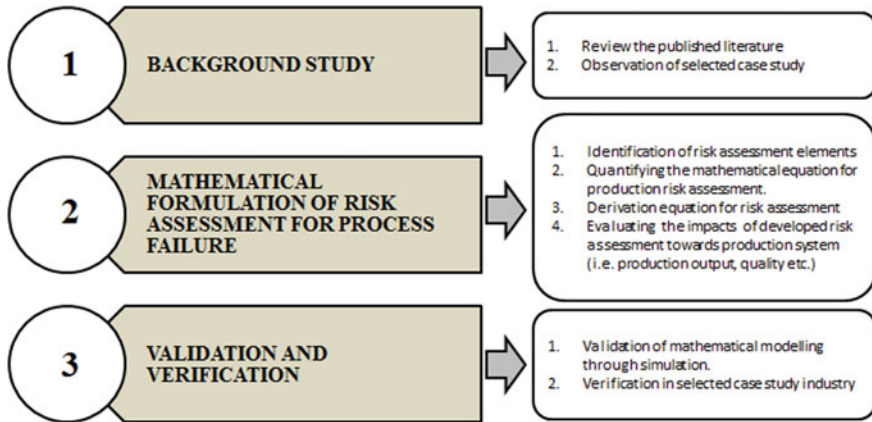 1
BACKGROUND STUDY
1. Review the published literature
2. Observation of selected case study
2
MATHEMATICAL
FORMULATION OF RISK
ASSESSMENT FOR PROCESS
FAILURE
1. Identification of risk assessment elements
2. Quantifying the mathematical equation for
production risk assessment.
3. Derivation equation for risk assessment
4. Evaluating the impacts of developed risk
assessment towards production system
(i.e. production output, quality etc.)
3
VALIDATION AND
VERIFICATION
1. Validation of mathematical modelling
through simulation.
2. Verification in selected case study industry